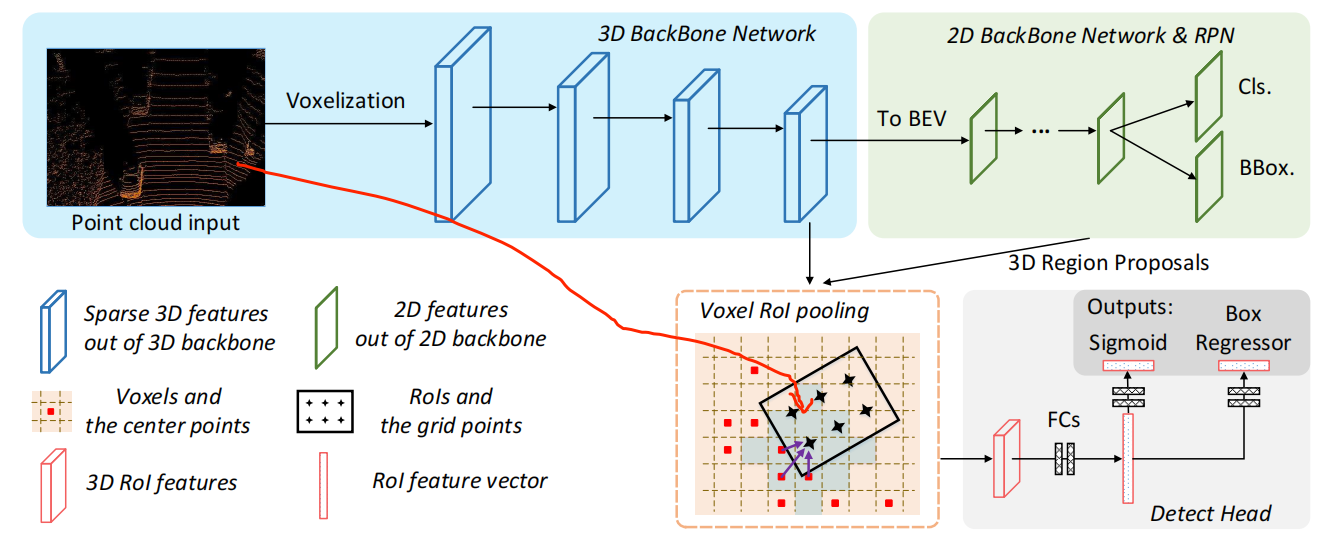 3D BackBone Network
2D BackBone Network & RPN
Voxelization
To BEV
...
Cls.
BBox.
Point cloud input
3D Region Proposals
Sparse 3D features
out of 3D backbone
2D features
out of 2D backbone
Voxels and
the center points
RoIs and
the grid points
3D RoI features
RoI feature vector
Voxel RoI pooling
Outputs:
Sigmoid
Box
Regressor
FCs
Detect Head